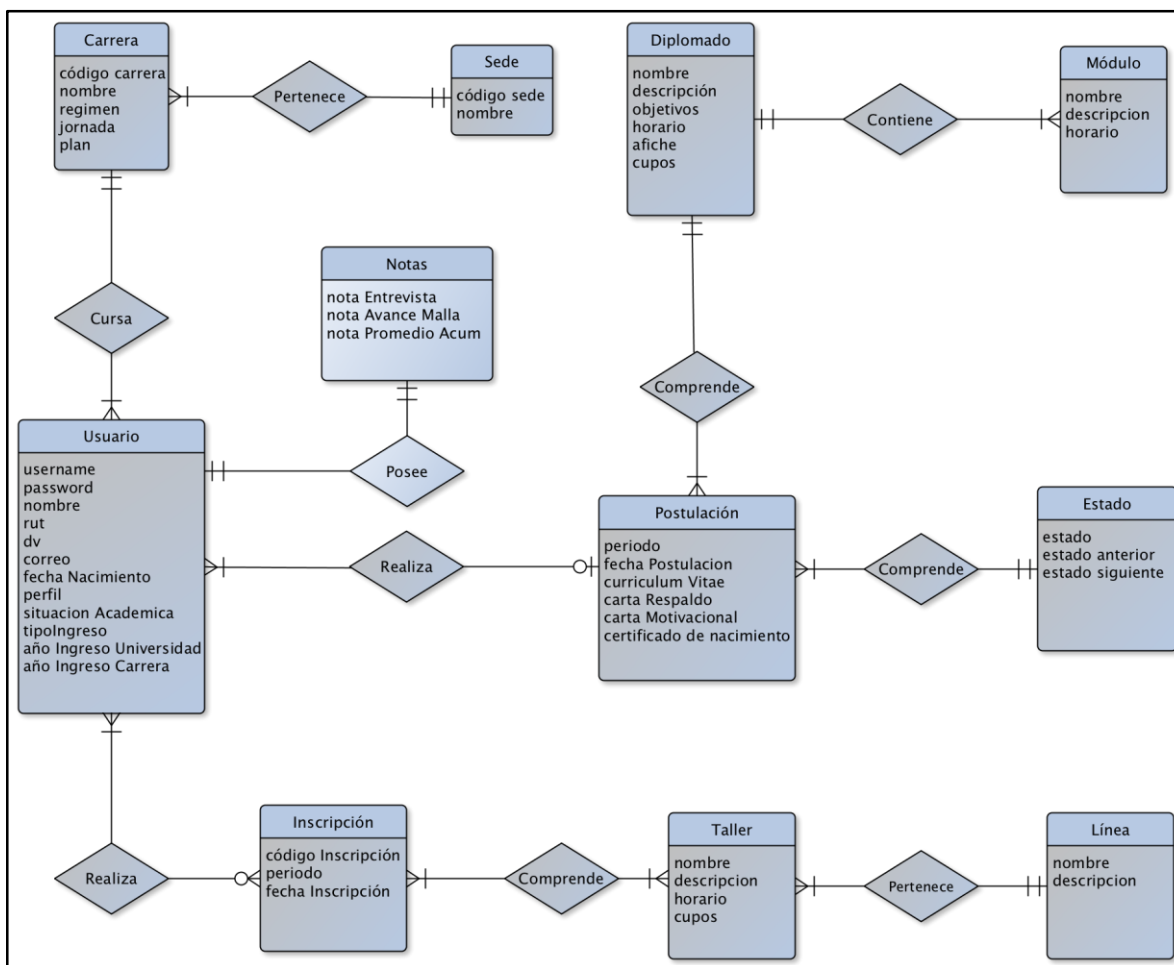 Carrera
código carrera
nombre
regimen
jornada
plan
Pertenece
Sede
código sede
nombre
Diplomado
nombre
descripción
objetivos
horario
afiche
cupos
Contiene
Módulo
nombre
descripcion
horario
Cursa
Notas
nota Entrevista
nota Avance Malla
nota Promedio Acum
Comprende
Usuario
username
password
nombre
rut
dv
correo
fecha Nacimiento
perfil
situacion Academica
tipoIngreso
año Ingreso Universidad
año Ingreso Carrera
Posee
Realiza
Postulación
periodo
fecha Postulacion
curriculum Vitae
carta Respaldo
carta Motivacional
certificado de nacimiento
Comprende
Estado
estado
estado anterior
estado siguiente
Realiza
Inscripción
código Inscripción
periodo
fecha Inscripción
Comprende
Taller
nombre
descripcion
horario
cupos
Pertenece
Línea
nombre
descripcion